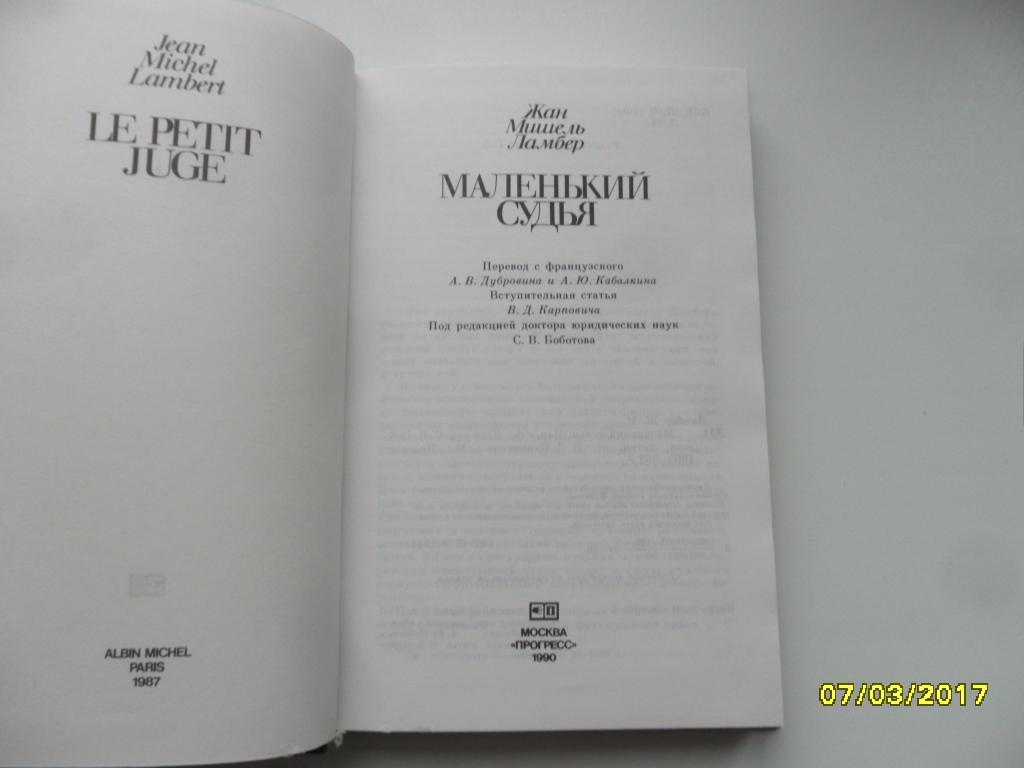 Jean
Michel
Lambert
LE PETIT
JUGE
ALBIN MICHEL
PARIS
1987
Жан
Мишель
Ламбер
МАЛЕНЬКИЙ
СУДЬЯ
Перевод с французского
А. В. Дубровина и А. Ю. Кабалкина
Вступительная статья
В. Д. Карповича
Под редакцией доктора юридических наук
С. В. Боботова
МОСКВА
«ПРОГРЕСС»
1990
07/03/2017